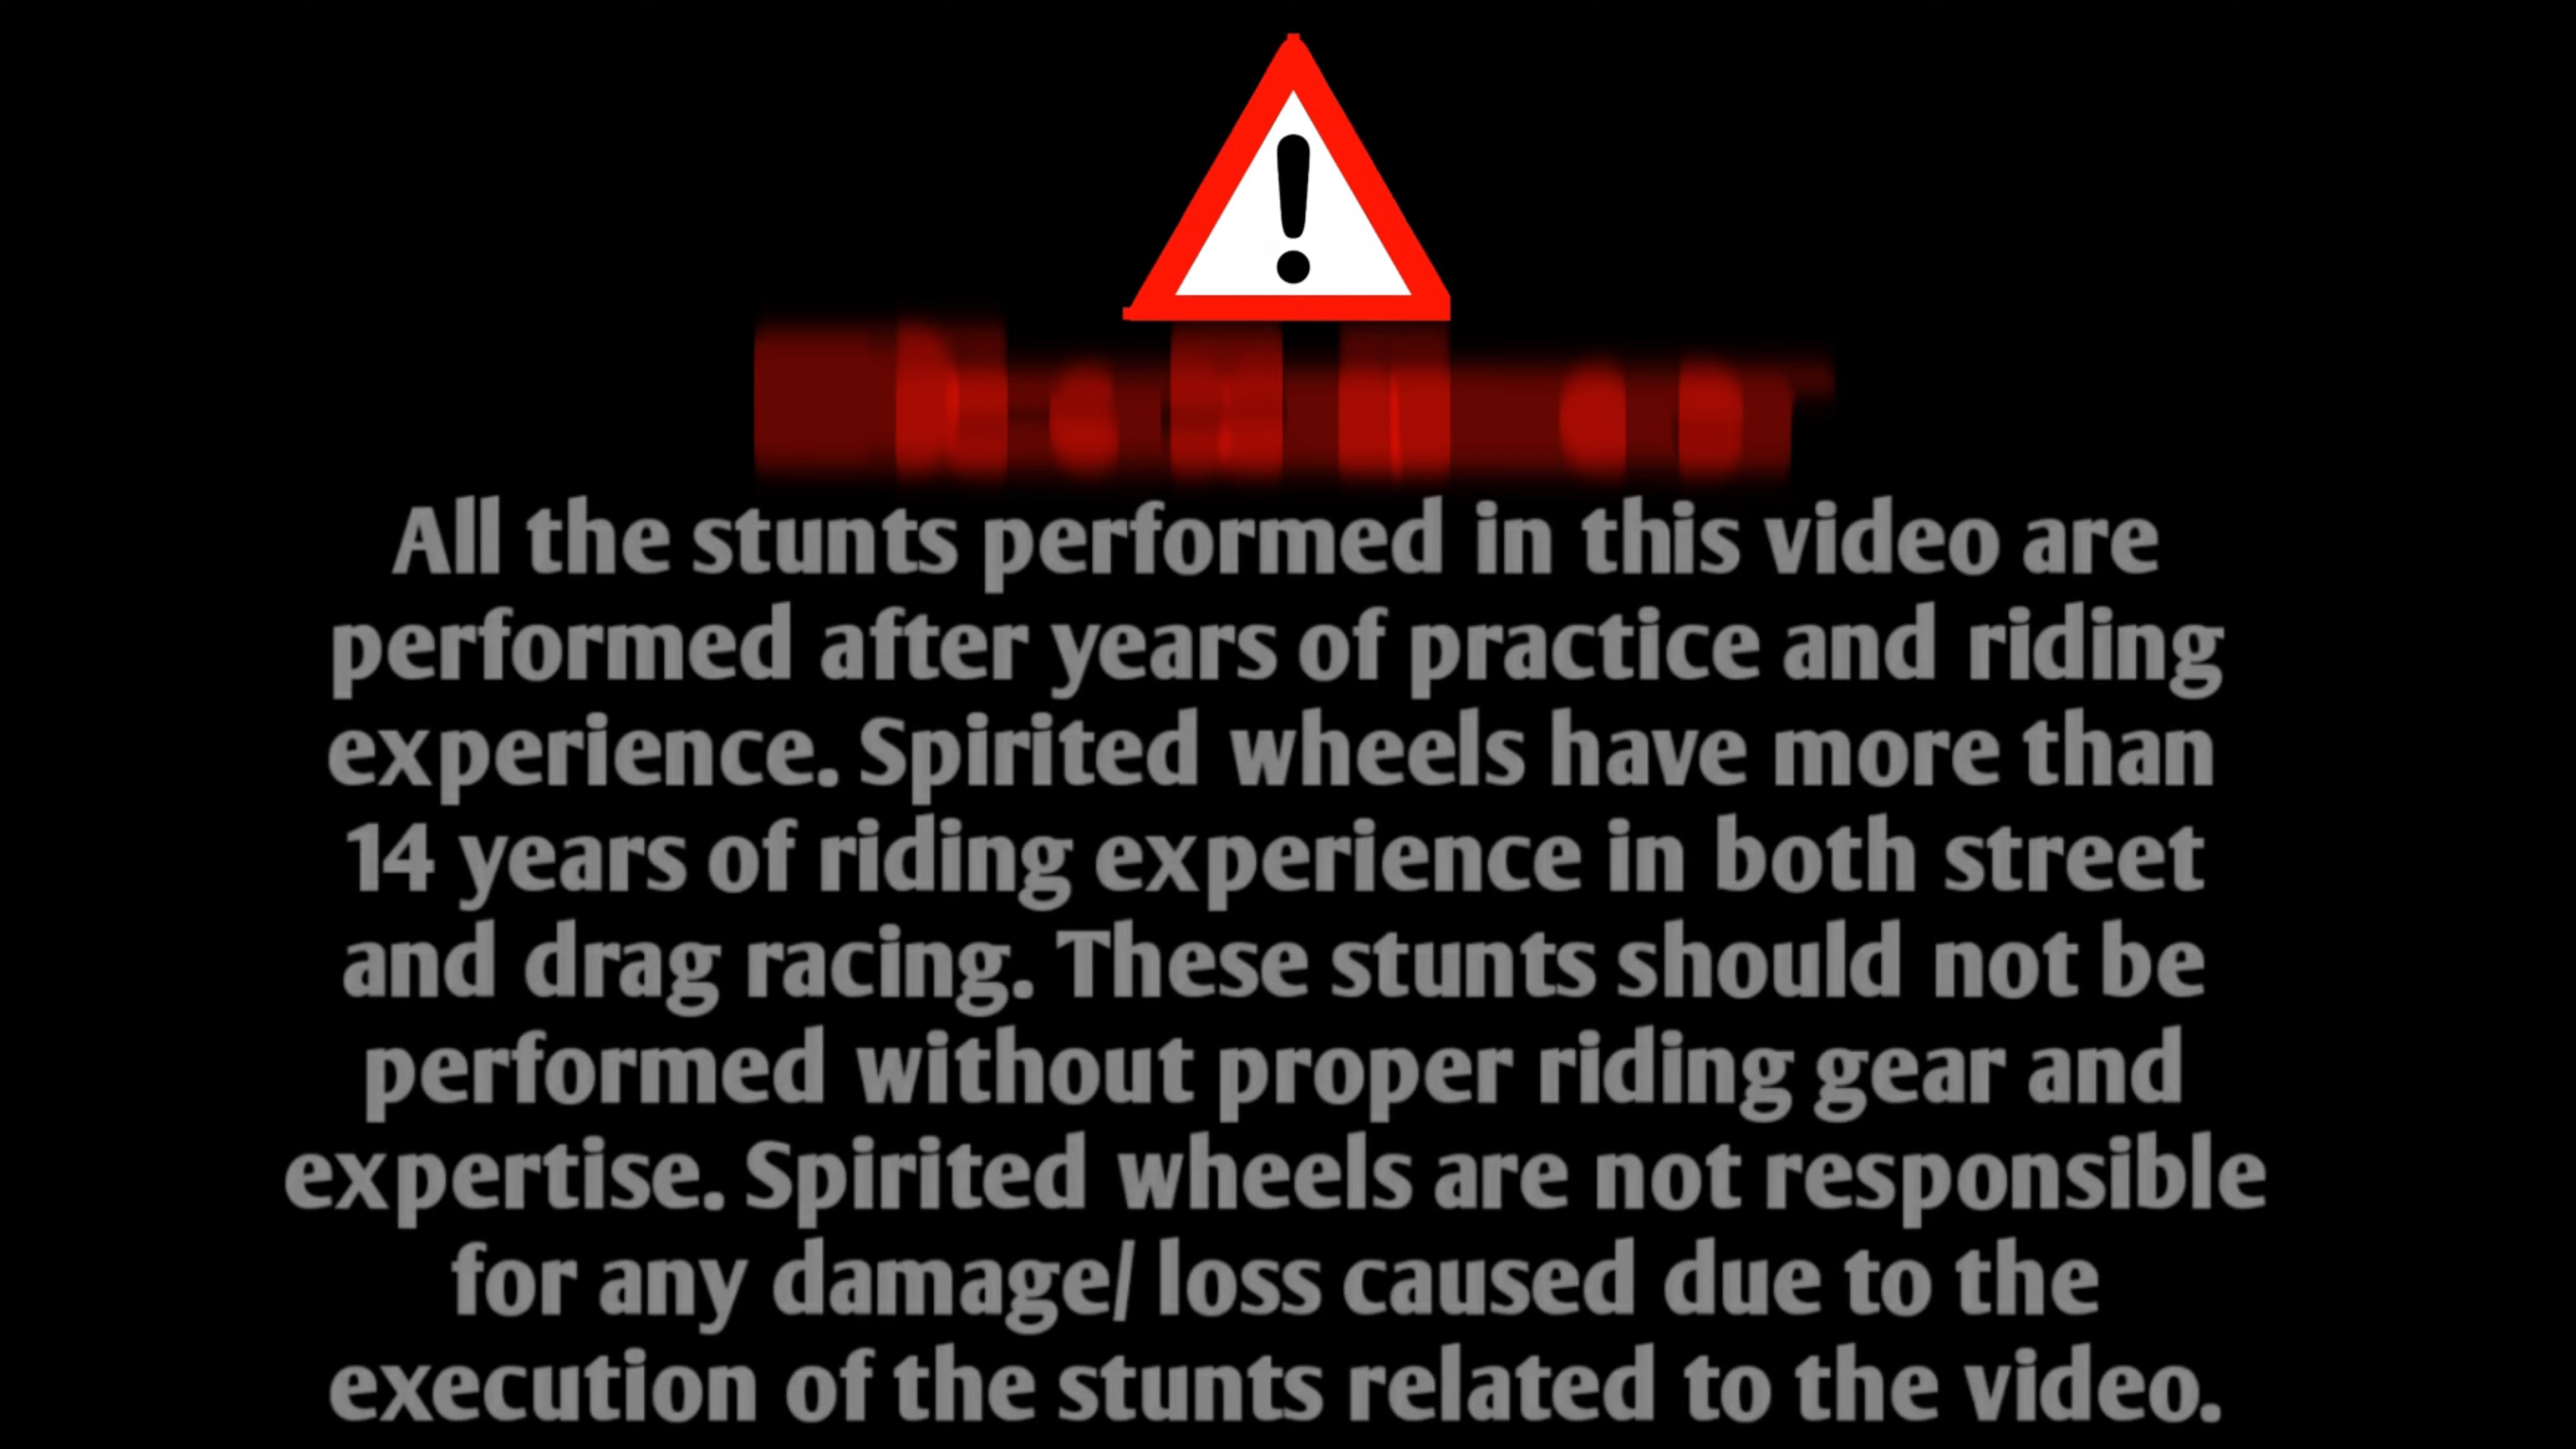 All the stunts performed in this video are
performed after years of practice and riding
experience. Spirited wheels have more than
14 years of riding experience in both street
and drag racing. These stunts should not be
performed without proper riding gear and
expertise. Spirited wheels are not responsible
for any damage/ loss caused due to the
execution of the stunts related to the video.